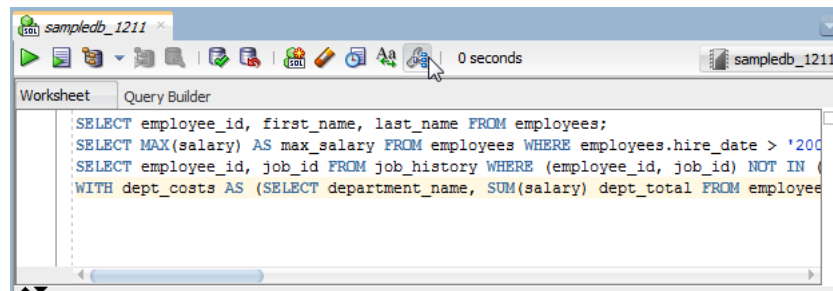 sampledb_1211
0 seconds
sampledb_1211
Worksheet Query Builder
SELECT employee_id, first_name, last_name FROM employees;
SELECT MAX(salary) AS max_salary FROM employees WHERE employees.hire_date > '200
SELECT employee_id, job_id FROM job_history WHERE (employee_id, job_id) NOT IN (
WITH dept_costs AS (SELECT department_name, SUM(salary) dept_total FROM employee